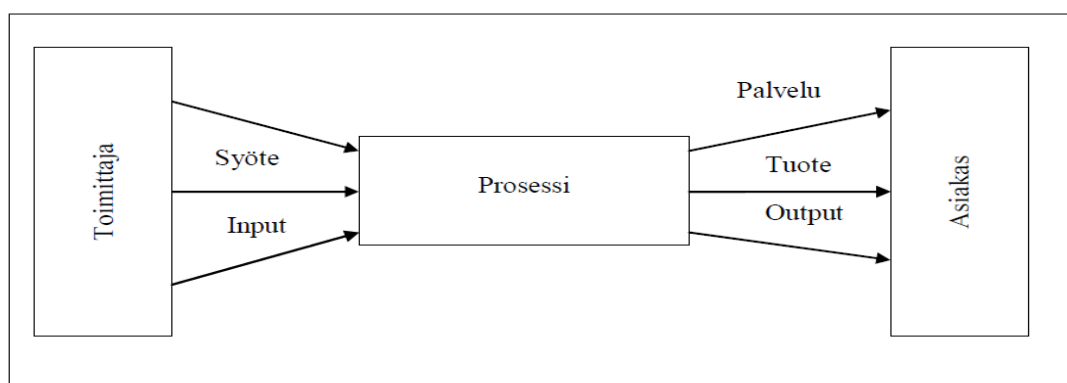 Toimittaja
Syöte
Input
Prosessi
Palvelu
Tuote
Output
Asiakas